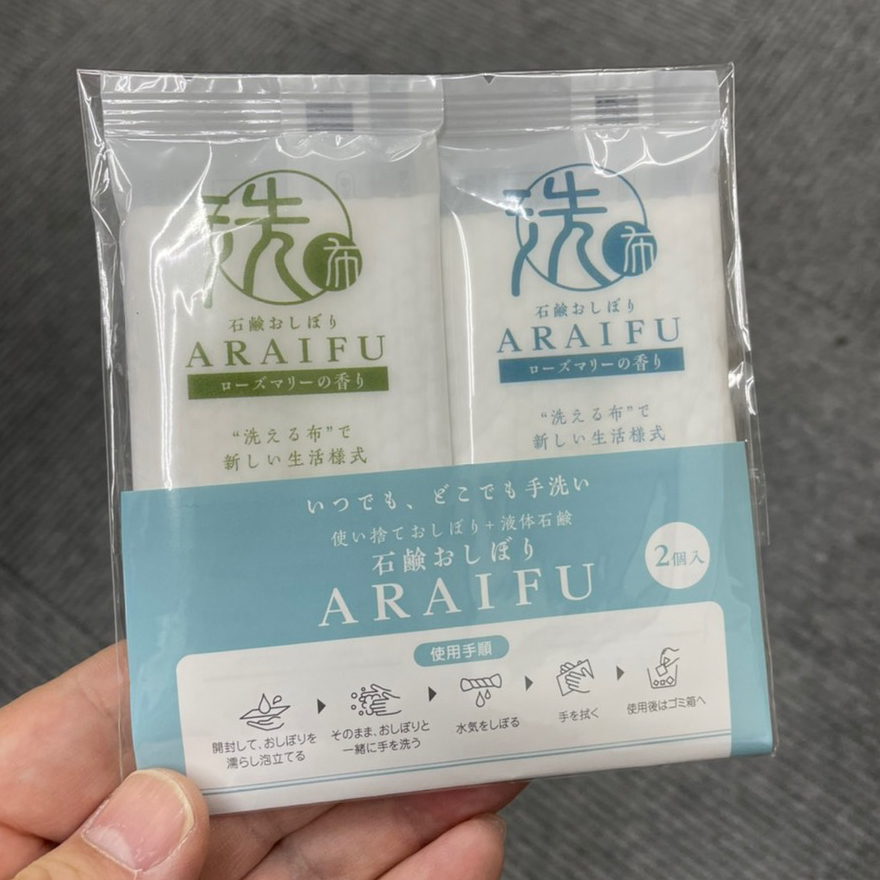 洗
布
石鹸おしぼり
ARAIFU
ローズマリーの香り
“洗える布”で
新しい生活様式
洗
布
石鹸おしぼり
ARAIFU
ローズマリーの香り
“洗える布”で
新しい生活様式
いつでも、どこでも手洗い
使い捨ておしぼり+液体石鹸
石鹸おしぼり
ARAIFU
2個入
使用手順
開封して、おしぼりを
濡らし泡立てる
そのまま、おしぼりと
一緒に手を洗う
水気をしぼる
手を拭く
使用後はゴミ箱へ